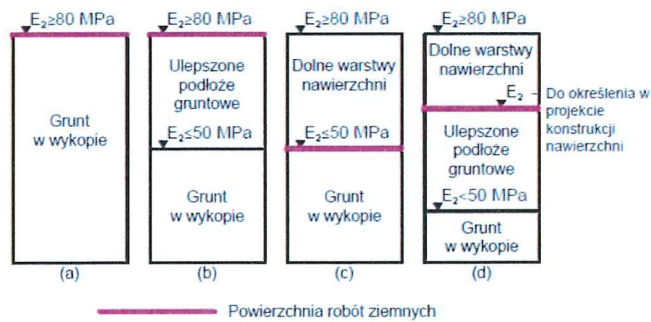 E₂≥80 MPa
Grunt
w wykopie
(a)
E₂≥80 MPa
Ulepszone
podłoże
gruntowe
E₂≤50 MPa
Grunt
w wykopie
(b)
E₂≥80 MPa
Dolne warstwy
nawierzchni
E₂≤50 MPa
Grunt
w wykopie
(c)
E₂≥80 MPa
Dolne warstwy
nawierzchni
E₂ - Do określenia w
projekcie
konstrukcji
nawierzchni
Ulepszone
podłoże
gruntowe
E₂<50 MPa
Grunt
w wykopie
(d)
Powierzchnia robót ziemnych